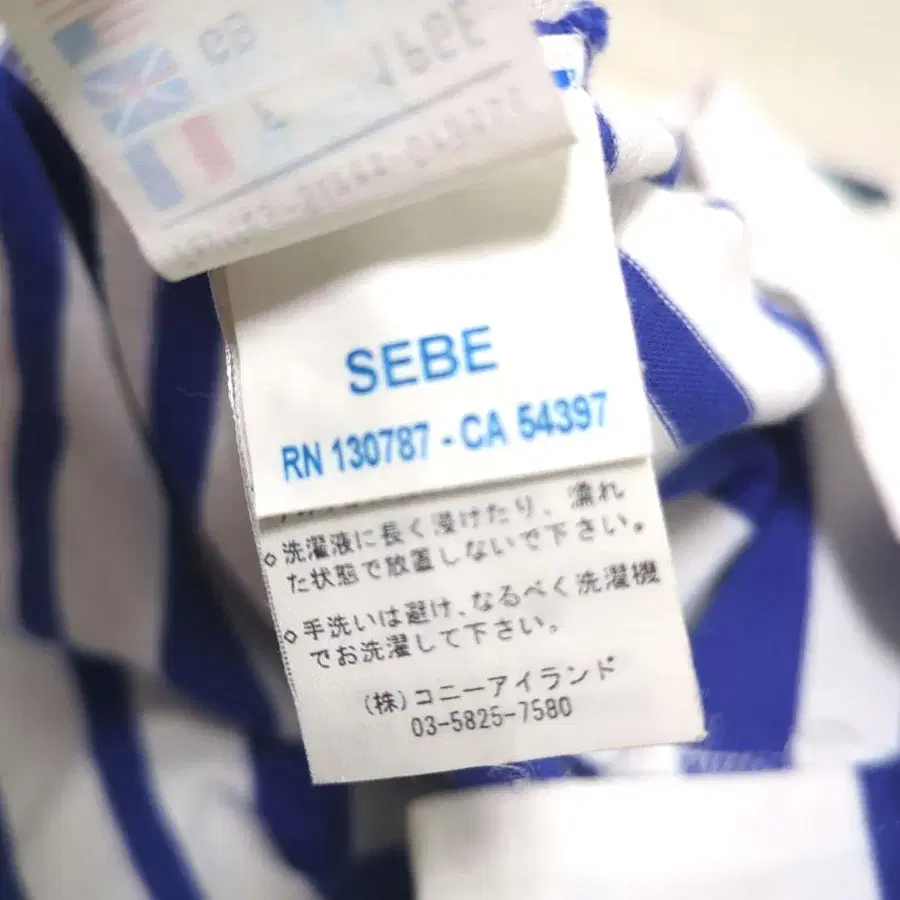 GB
SEBE
RN 130787 - CA 54397
◇洗濯液に長く浸けたり、濡れ
た状態で放置しないで下さい。
◇手洗いは避け、なるべく洗濯機
でお洗濯して下さい。
(株)コニーアイランド
03-5825-7580